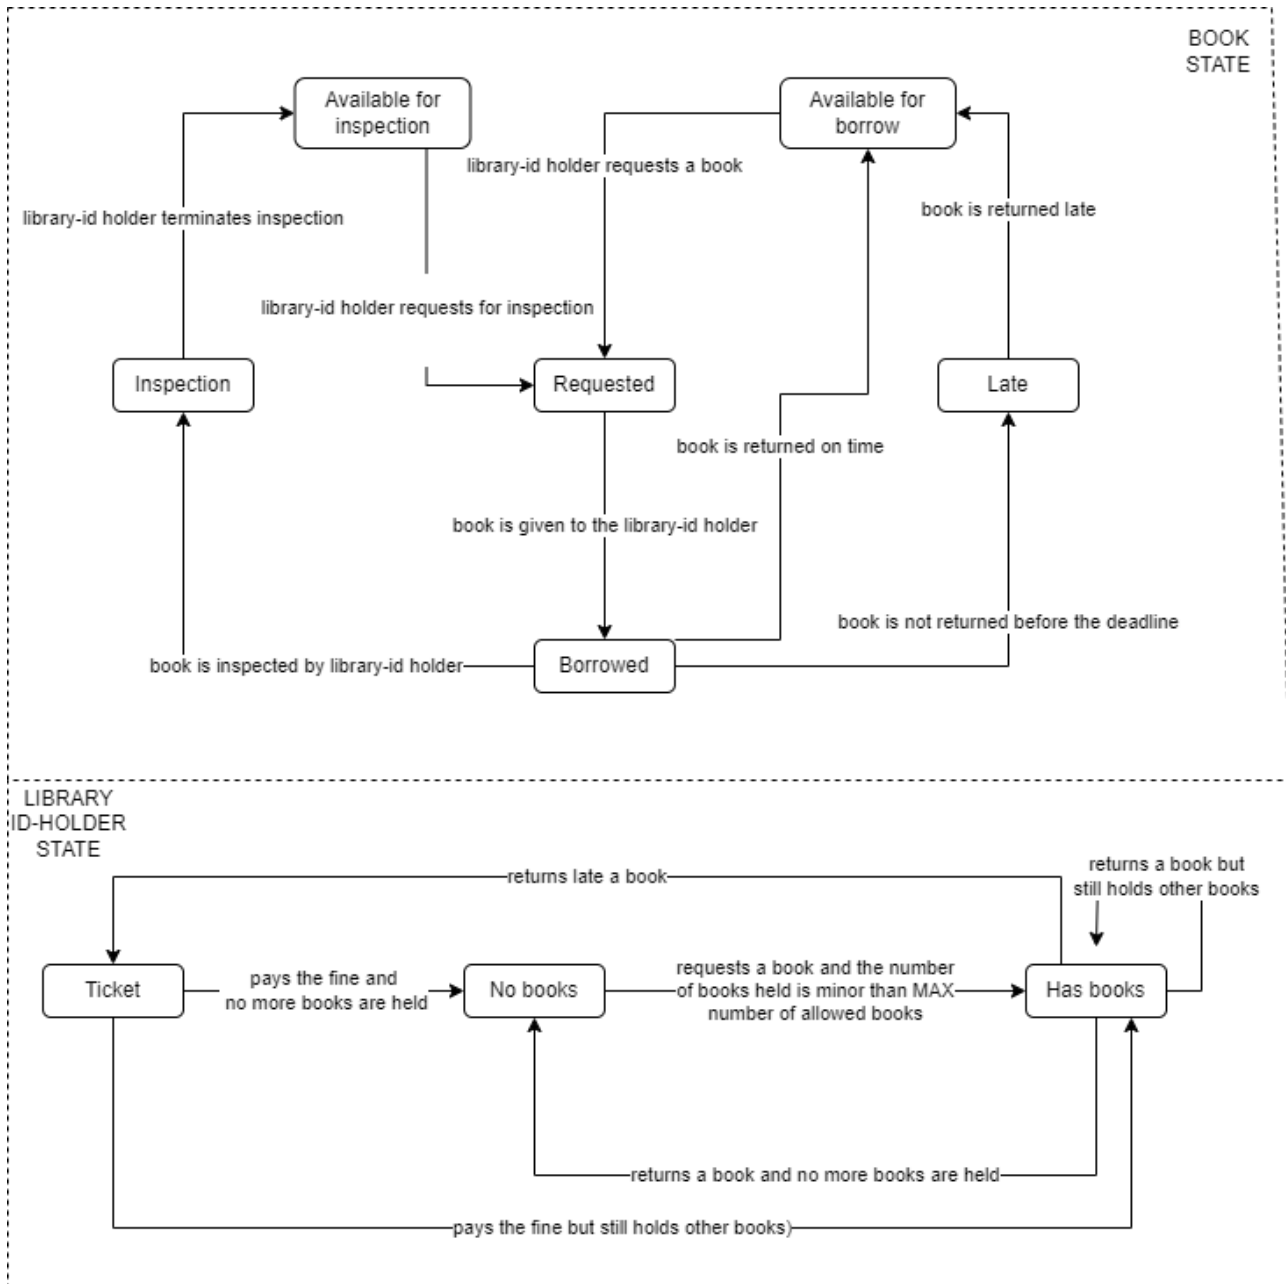 BOOK
STATE
Available for
inspection
Available for
borrow
library-id holder requests a book
library-id holder terminates inspection
book is returned late
library-id holder requests for inspection
Inspection
Requested
Late
book is returned on time
book is given to the library-id holder
book is not returned before the deadline
book is inspected by library-id holder
Borrowed
LIBRARY
ID-HOLDER
STATE
returns late a book
returns a book but
still holds other books
Ticket
pays the fine and
no more books are held
No books
requests a book and the number
of books held is minor than MAX
number of allowed books
Has books
returns a book and no more books are held
pays the fine but still holds other books)